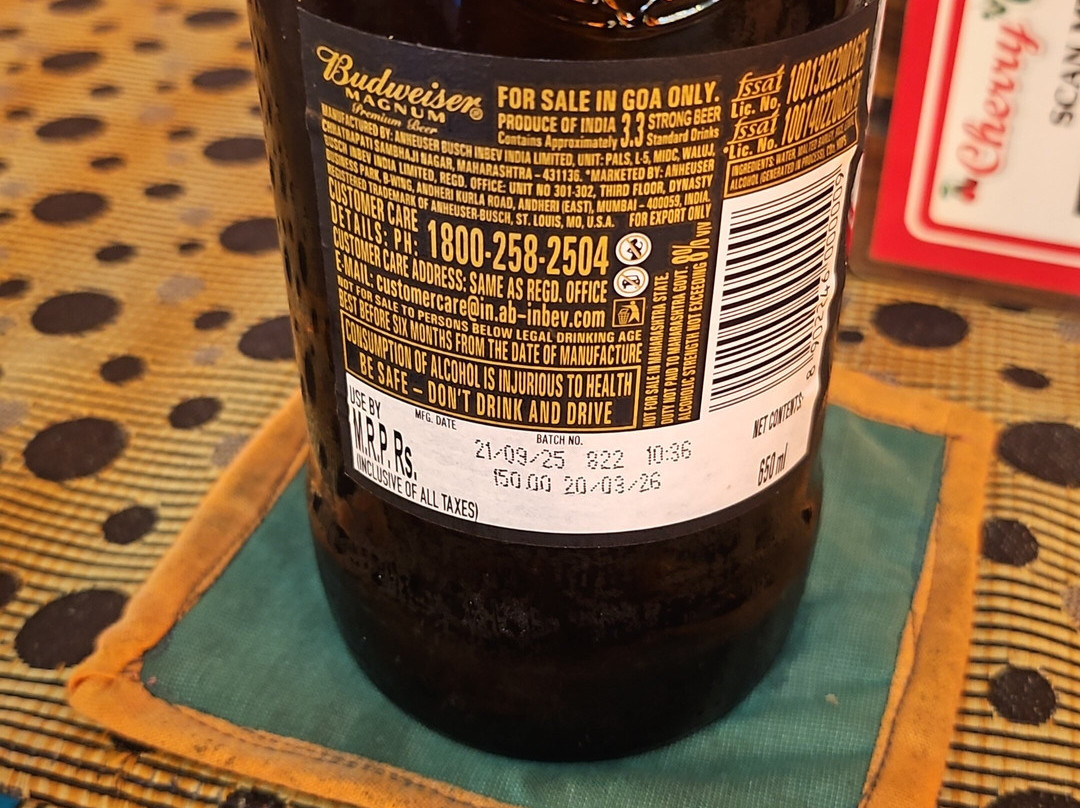 Budweiser
MAGNUM
Premium Beer
FOR SALE IN GOA ONLY.
PRODUCE OF INDIA 3.3 STRONG BEER
Contains Approximately Standard Drinks
MANUFACTURED BY: ANHEUSER BUSCH INBEV INDIA LIMITED, UNIT: PALS, L-5, MIDC, WALUJ,
CHHATRAPATI SAMBHAJI NAGAR, MAHARASHTRA – 431136. *MARKETED BY: ANHEUSER
BUSCH INBEV INDIA LIMITED, REGD. OFFICE: UNIT NO 301-302, THIRD FLOOR, DYNASTY
BUSINESS PARK, B-WING, ANDHERI KURLA ROAD, ANDHERI (EAST), MUMBAI – 400059, INDIA.
REGISTERED TRADEMARK OF ANHEUSER-BUSCH, ST. LOUIS, MO, U.S.A. FOR EXPORT ONLY
CUSTOMER CARE
DETAILS: PH: 1800-258-2504
CUSTOMER CARE ADDRESS: SAME AS REGD. OFFICE
E-MAIL: customercare@in.ab-inbev.com
NOT FOR SALE TO PERSONS BELOW LEGAL DRINKING AGE
BEST BEFORE SIX MONTHS FROM THE DATE OF MANUFACTURE
CONSUMPTION OF ALCOHOL IS INJURIOUS TO HEALTH
BE SAFE – DON'T DRINK AND DRIVE
NOT FOR SALE IN MAHARASHTRA STATE.
DUTY NOT PAID TO MAHARASHTRA GOVT.
ALCOHOLIC STRENGTH NOT EXCEEDING 8% V/V
fssai
Lic. No.
fssai
Lic. No.
INGREDIENTS: WATER, MALTED BARLEY,
ALCOHOL (GENERATED IN PROCESS),
USE BY
MFG. DATE
BATCH NO.
M.R.P. Rs.
(INCLUSIVE OF ALL TAXES)
21/09/25 822 10:36
150.00 20/03/26
NET CONTENTS:
650 ml
Cherry
SCAN